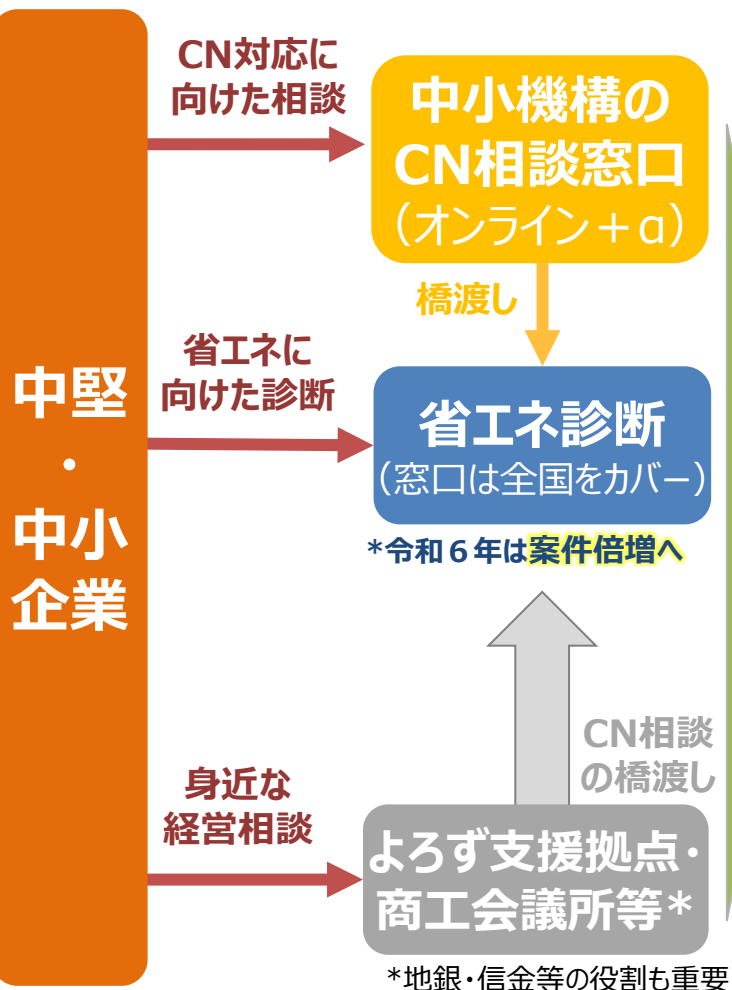 中堅
・
中小
企業
CN対応に
向けた相談
中小機構の
CN相談窓口
（オンライン＋α）
橋渡し
省エネに
向けた診断
省エネ診断
（窓口は全国をカバー）
*令和６年は案件倍増へ
CN相談
の橋渡し
身近な
経営相談
よろず支援拠点・
商工会議所等*
*地銀・信金等の役割も重要